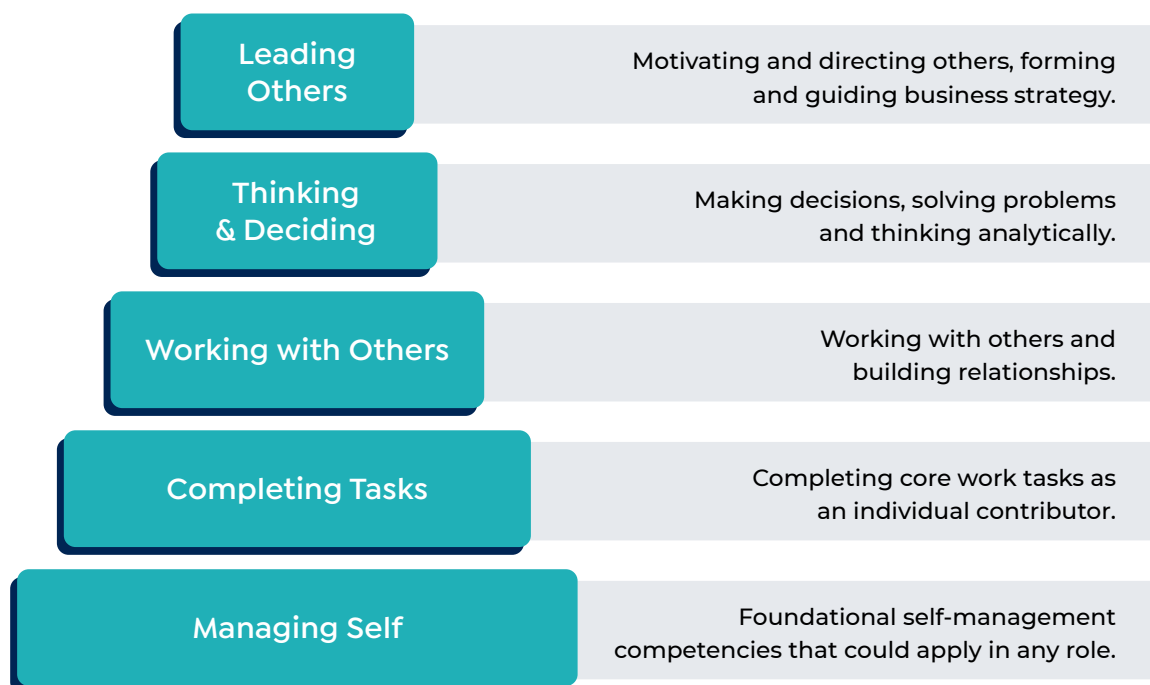 Leading
Others
Motivating and directing others, forming
and guiding business strategy.
Thinking
& Deciding
Making decisions, solving problems
and thinking analytically.
Working with Others
Working with others and
building relationships.
Completing Tasks
Completing core work tasks as
an individual contributor.
Managing Self
Foundational self-management
competencies that could apply in any role.